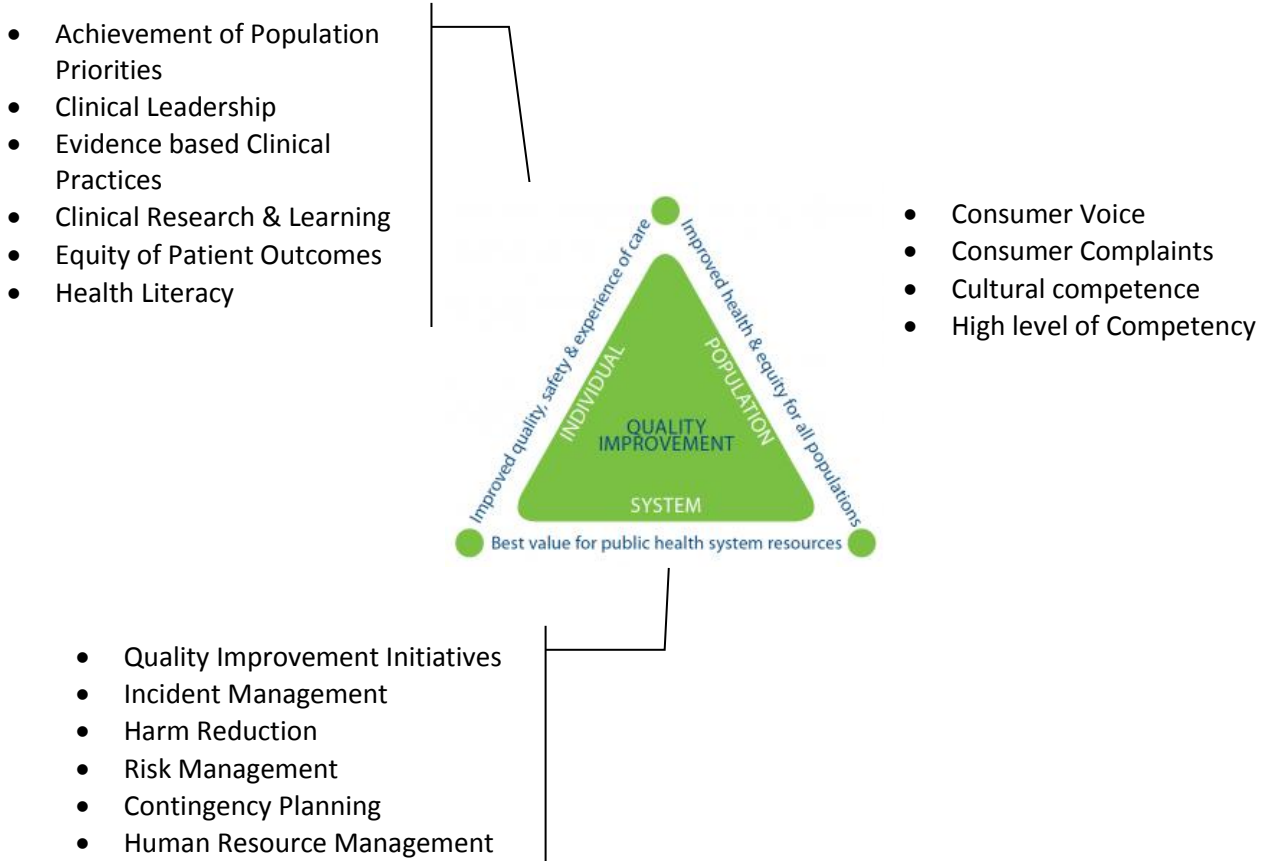 • Achievement of Population
Priorities
• Clinical Leadership
• Evidence based Clinical
Practices
• Clinical Research & Learning
• Equity of Patient Outcomes
• Health Literacy
• Consumer Voice
• Consumer Complaints
• Cultural competence
• High level of Competency
Improved quality, safety & experience of care
Improved health & equity for all populations
INDIVIDUAL
POPULATION
QUALITY
IMPROVEMENT
SYSTEM
Best value for public health system resources
• Quality Improvement Initiatives
• Incident Management
• Harm Reduction
• Risk Management
• Contingency Planning
• Human Resource Management